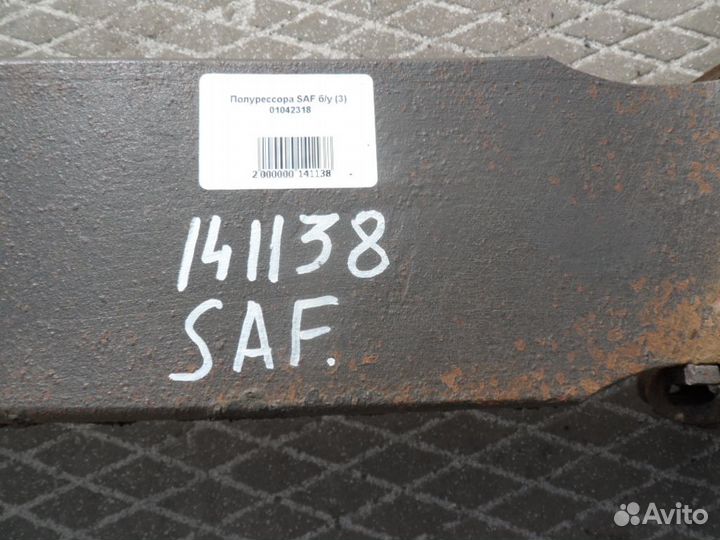 Полурессора SAF б/у (3)
01042318
2 000000 141138
141138
SAF.
Avito